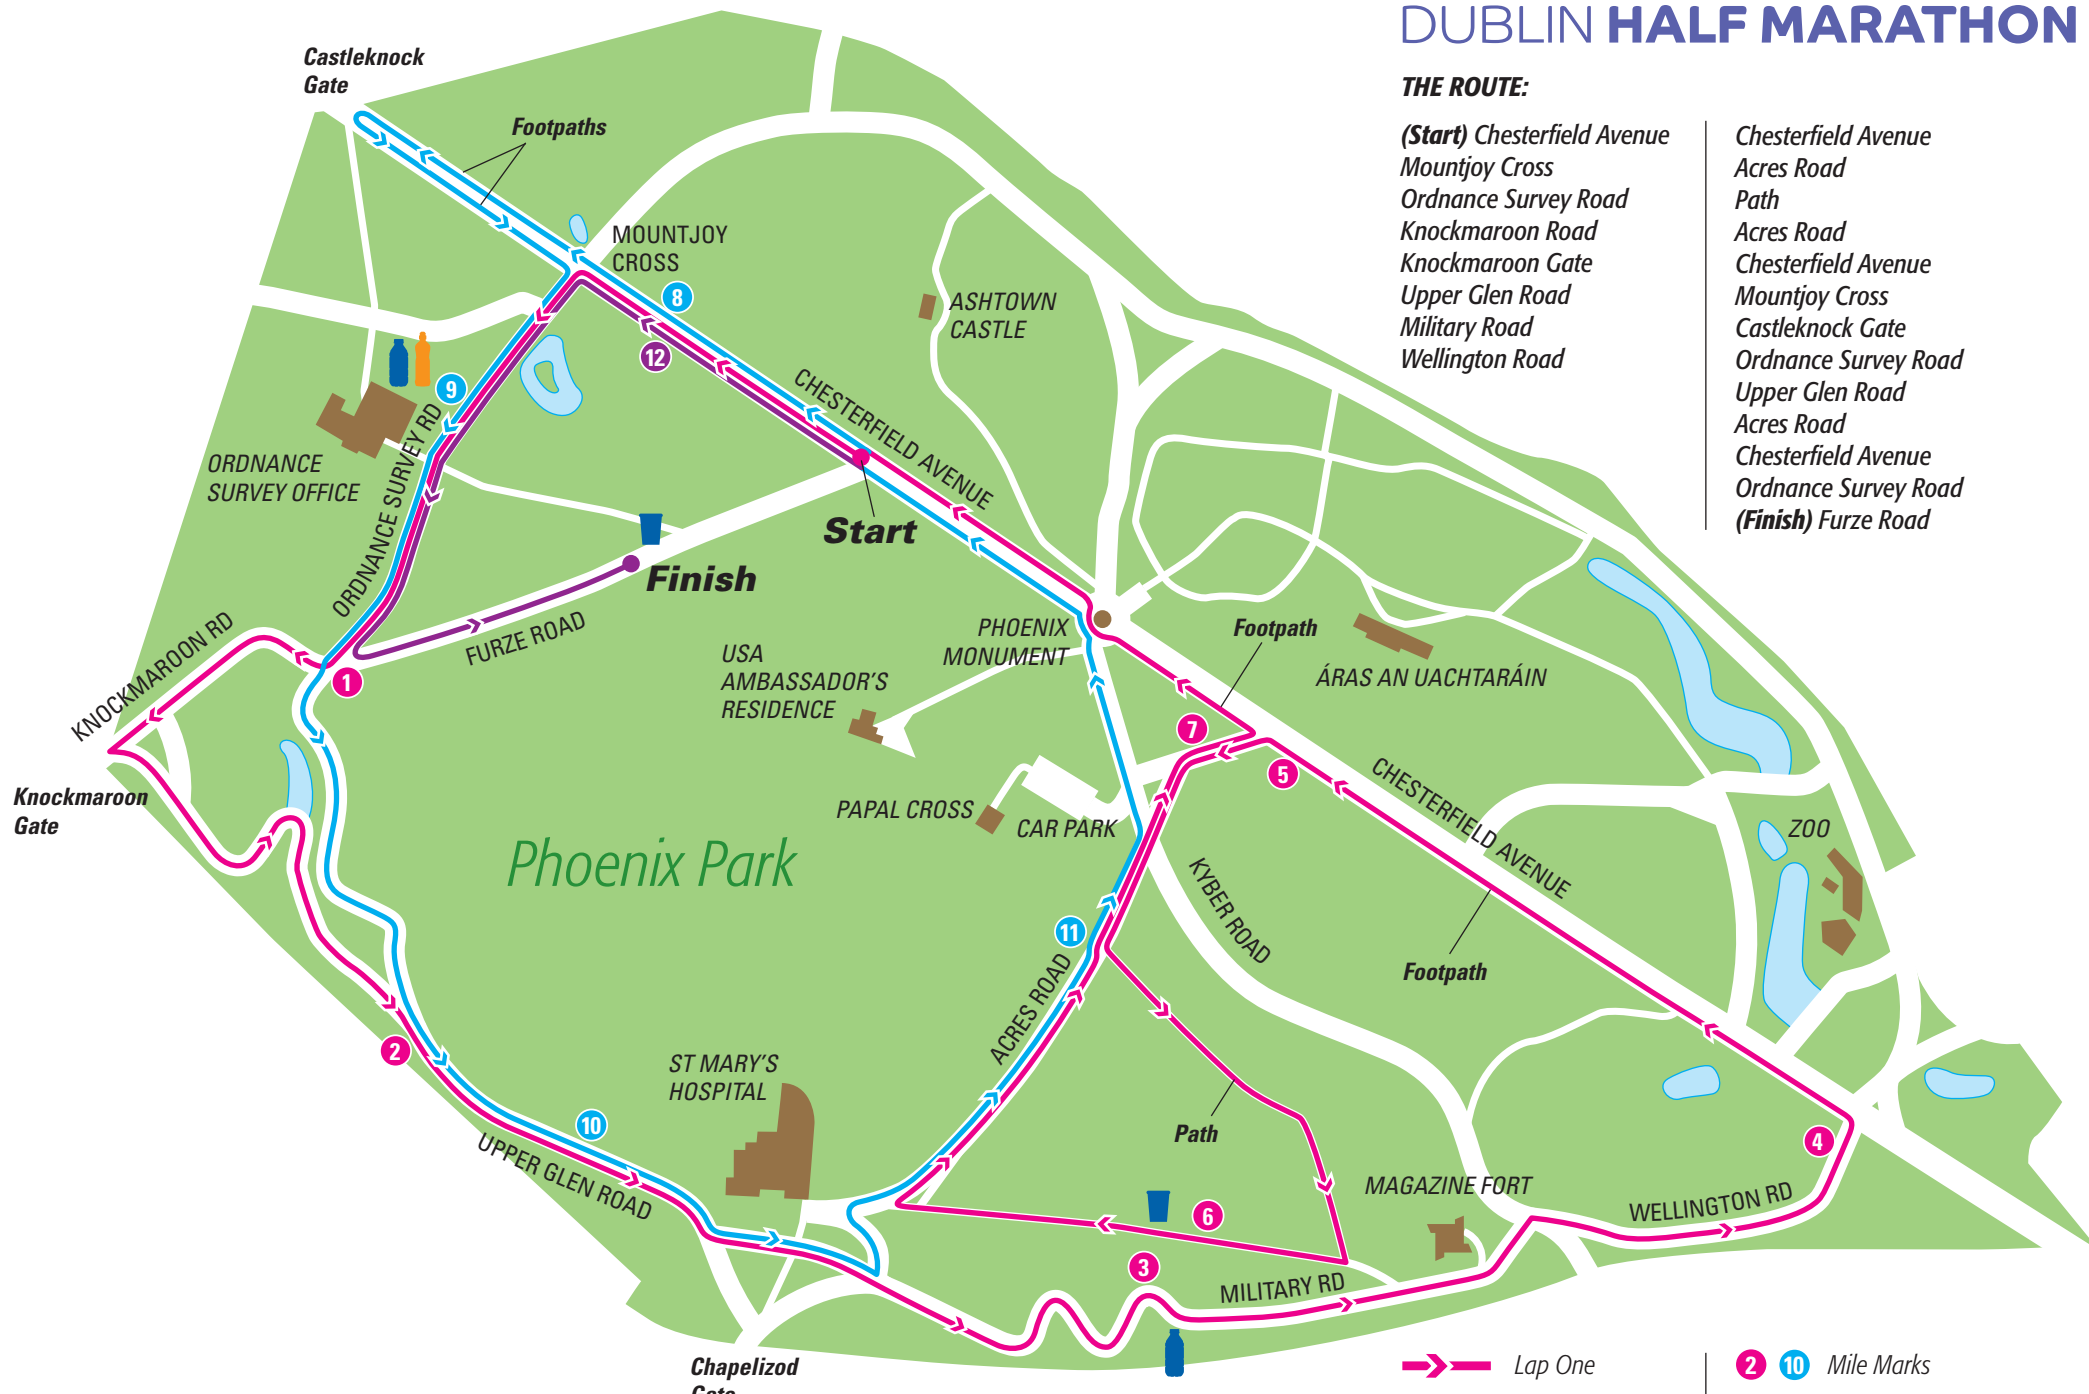 DUBLIN HALF MARATHON
THE ROUTE:
(Start) Chesterfield Avenue
Mountjoy Cross
Ordnance Survey Road
Knockmaroon Road
Knockmaroon Gate
Upper Glen Road
Military Road
Wellington Road
Chesterfield Avenue
Acres Road
Path
Acres Road
Chesterfield Avenue
Mountjoy Cross
Castleknock Gate
Ordnance Survey Road
Upper Glen Road
Acres Road
Chesterfield Avenue
Ordnance Survey Road
(Finish) Furze Road
Castleknock
Gate
Footpaths
MOUNTJOY
CROSS
8
12
ASHTOWN
CASTLE
CHESTERFIELD AVENUE
9
ORDNANCE
SURVEY OFFICE
ORDNANCE SURVEY RD
Start
Finish
FURZE ROAD
KNOCKMAROON RD
1
Knockmaroon
Gate
USA
AMBASSADOR'S
RESIDENCE
PHOENIX
MONUMENT
Footpath
ÁRAS AN UACHTARÁIN
7
5
CHESTERFIELD AVENUE
PAPAL CROSS
CAR PARK
ZOO
Phoenix Park
KYBER ROAD
11
Footpath
ACRES ROAD
2
ST MARY'S
HOSPITAL
10
UPPER GLEN ROAD
Path
4
MAGAZINE FORT
WELLINGTON RD
6
3
MILITARY RD
Chapelizod
Gate
Lap One
2 10 Mile Marks